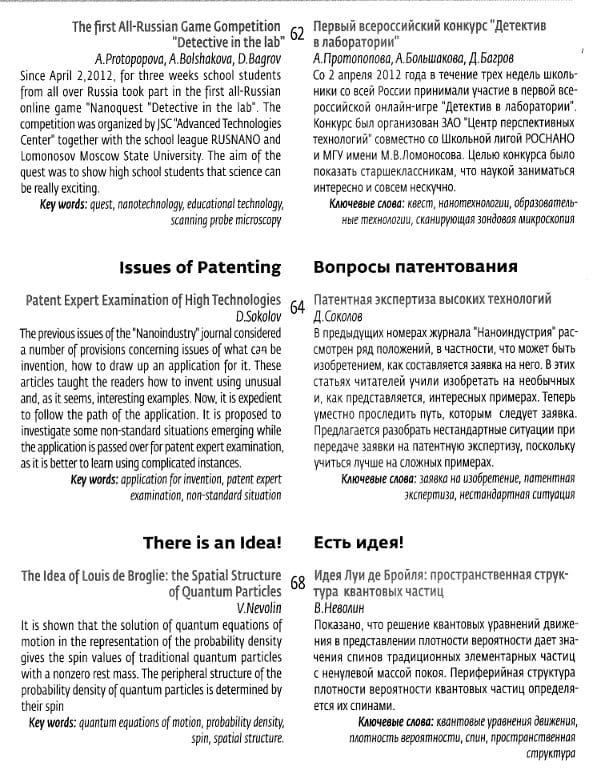 The first All-Russian Game Gompetition
"Detective in the lab"
A.Protopopova, A.Bolshakova, D.Bagrov
Since April 2,2012, for three weeks school students
from all over Russia took part in the first all-Russian
online game "Nanoquest "Detective in the lab". The
competition was organized by JSC "Advanced Technologies
Center" together with the school league RUSNANO and
Lomonosov Moscow State University. The aim of the
quest was to show high school students that science can
be really exciting.
Key words: quest, nanotechnology, educational technology,
scanning probe microscopy
62
Первый всероссийский конкурс "Детектив
в лаборатории"
А.Протопопова, А.Большакова, Д.Багров
Со 2 апреля 2012 года в течение трех недель школь-
ники со всей России принимали участие в первой все-
российской онлайн-игре "Детектив в лаборатории".
Конкурс был организован ЗАО "Центр перспективных
технологий" совместно со Школьной лигой РОСНАНО
и МГУ имени М.В.Ломоносова. Целью конкурса было
показать старшеклассникам, что наукой заниматься
интересно и совсем нескучно.
Ключевые слова: квест, нанотехнологии, образователь-
ные технологии, сканирующая зондовая микроскопия
Issues of Patenting
Вопросы патентования
Patent Expert Examination of High Technologies
D.Sokolov
The previous issues of the "Nanoindustry" journal considered
a number of provisions concerning issues of what can be
invention, how to draw up an application for it. These
articles taught the readers how to invent using unusual
and, as it seems, interesting examples. Now, it is expedient
to follow the path of the application. It is proposed to
investigate some non-standard situations emerging while
the application is passed over for patent expert examination,
as it is better to learn using complicated instances.
Key words: application for invention, patent expert
examination, non-standard situation
64
Патентная экспертиза высоких технологий
Д.Соколов
В предыдущих номерах журнала "Наноиндустрия" рас-
смотрен ряд положений, в частности, что может быть
изобретением, как составляется заявка на него. В этих
статьях читателей учили изобретать на необычных
и, как представляется, интересных примерах. Теперь
уместно проследить путь, которым следует заявка.
Предлагается разобрать нестандартные ситуации при
передаче заявки на патентную экспертизу, поскольку
учиться лучше на сложных примерах.
Ключевые слова: заявка на изобретение, патентная
экспертиза, нестандартная ситуация
There is an Idea!
Есть идея!
The Idea of Louis de Broglie: the Spatial Structure
of Quantum Particles
V.Nevolin
It is shown that the solution of quantum equations of
motion in the representation of the probability density
gives the spin values of traditional quantum particles
with a nonzero rest mass. The peripheral structure of the
probability density of quantum particles is determined by
their spin
Key words: quantum equations of motion, probability density,
spin, spatial structure.
68
Идея Луи де Бройля: пространственная струк-
тура квантовых частиц
В.Неволин
Показано, что решение квантовых уравнений движе-
ния в представлении плотности вероятности дает зна-
чения спинов традиционных элементарных частиц
с ненулевой массой покоя. Периферийная структура
плотности вероятности квантовых частиц определя-
ется их спинами.
Ключевые слова: квантовые уравнения движения,
плотность вероятности, спин, пространственная
структура